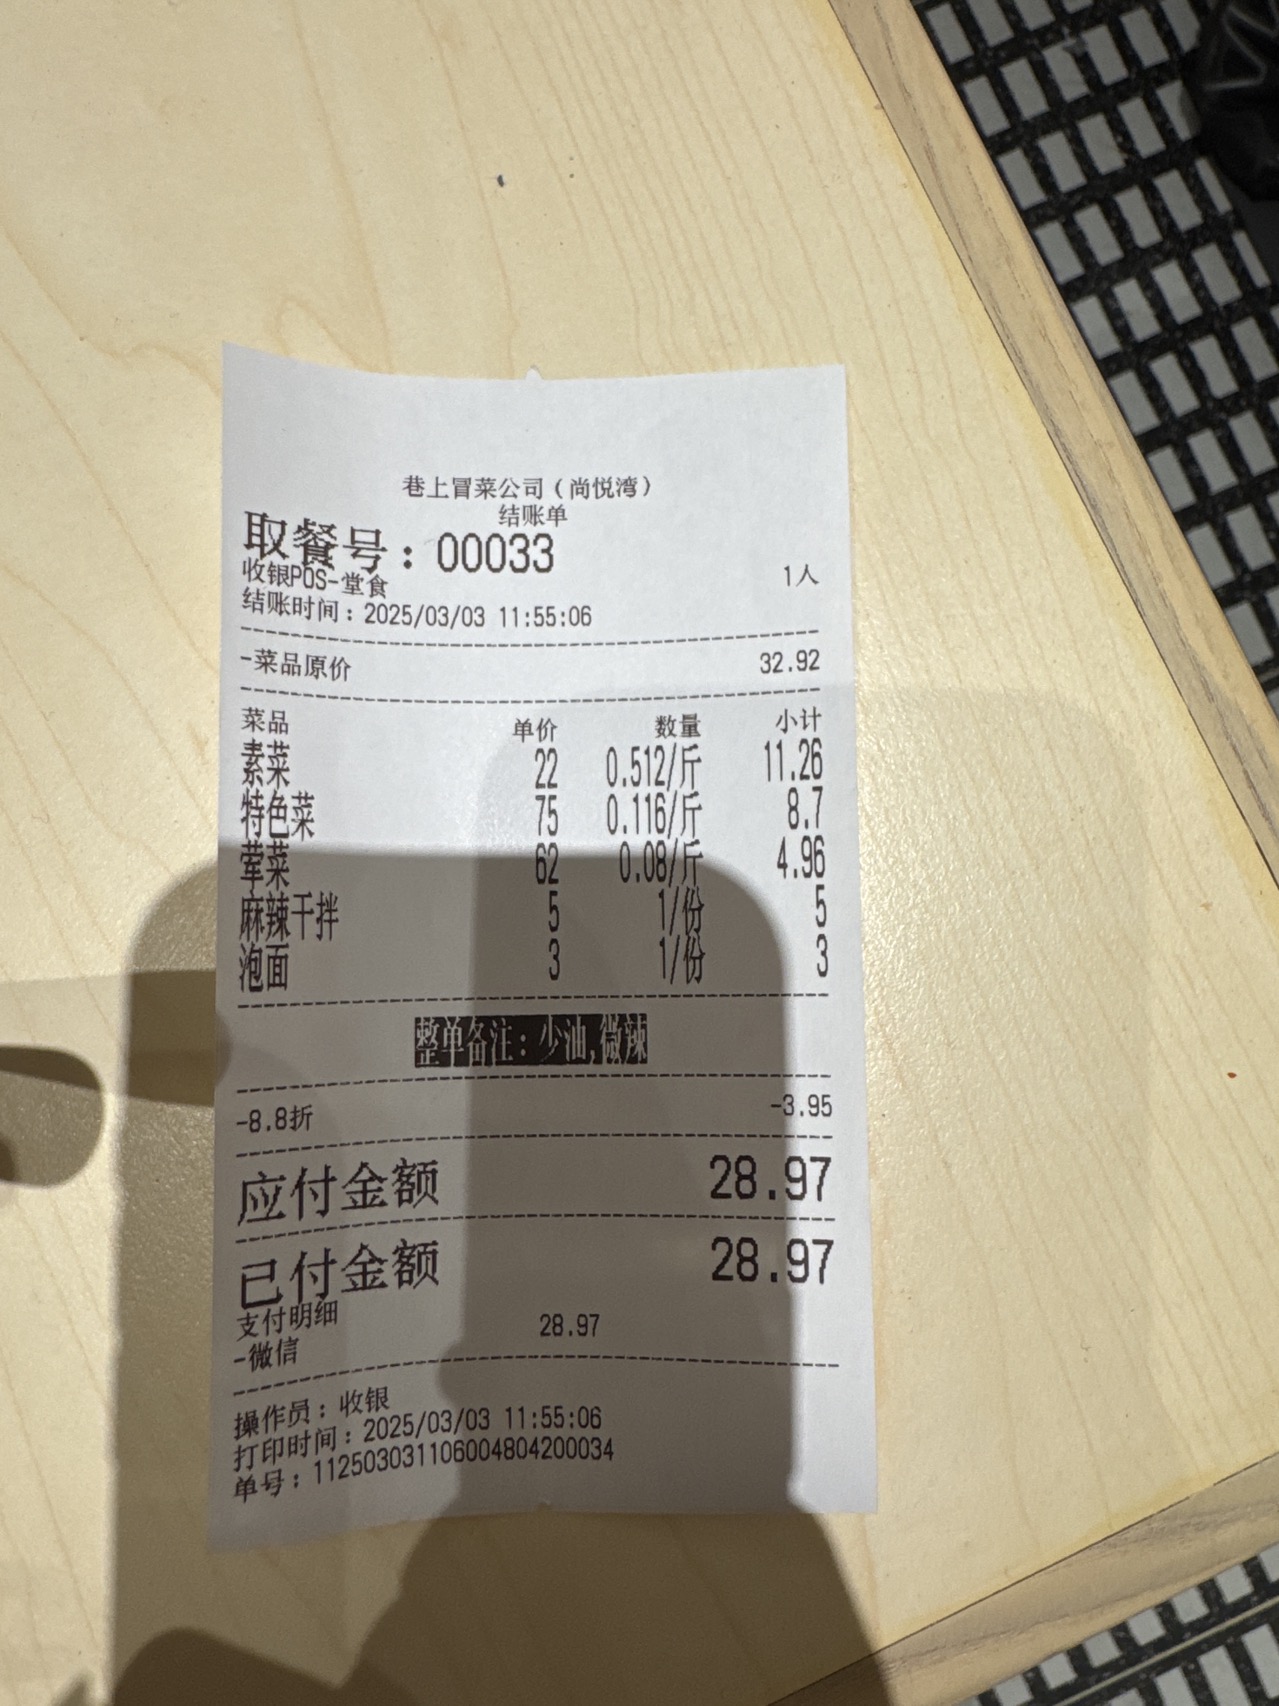 巷上冒菜公司（尚悦湾）
结账单
取餐号：00033
收银POS-堂食 1人
结账时间：2025/03/03 11:55:06
-菜品原价 32.92
菜品 单价 数量 小计
素菜 22 0.512/斤 11.26
特色菜 75 0.116/斤 8.7
荤菜 62 0.08/斤 4.96
麻辣干拌 5 1/份 5
泡面 3 1/份 3
整单备注：少油,微辣
-8.8折 -3.95
应付金额 28.97
已付金额 28.97
支付明细
-微信 28.97
操作员：收银
打印时间：2025/03/03 11:55:06
单号：112503031106004804200034